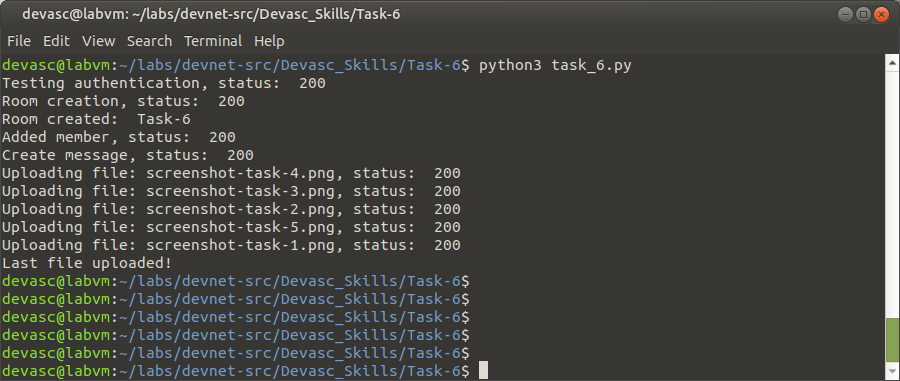 devasc@labvm: ~/labs/devnet-src/Devasc_Skills/Task-6
File Edit View Search Terminal Help
devasc@labvm:~/labs/devnet-src/Devasc_Skills/Task-6$ python3 task_6.py
Testing authentication, status:  200
Room creation, status:  200
Room created:  Task-6
Added member, status:  200
Create message, status:  200
Uploading file: screenshot-task-4.png, status:  200
Uploading file: screenshot-task-3.png, status:  200
Uploading file: screenshot-task-2.png, status:  200
Uploading file: screenshot-task-5.png, status:  200
Uploading file: screenshot-task-1.png, status:  200
Last file uploaded!
devasc@labvm:~/labs/devnet-src/Devasc_Skills/Task-6$
devasc@labvm:~/labs/devnet-src/Devasc_Skills/Task-6$
devasc@labvm:~/labs/devnet-src/Devasc_Skills/Task-6$
devasc@labvm:~/labs/devnet-src/Devasc_Skills/Task-6$
devasc@labvm:~/labs/devnet-src/Devasc_Skills/Task-6$
devasc@labvm:~/labs/devnet-src/Devasc_Skills/Task-6$